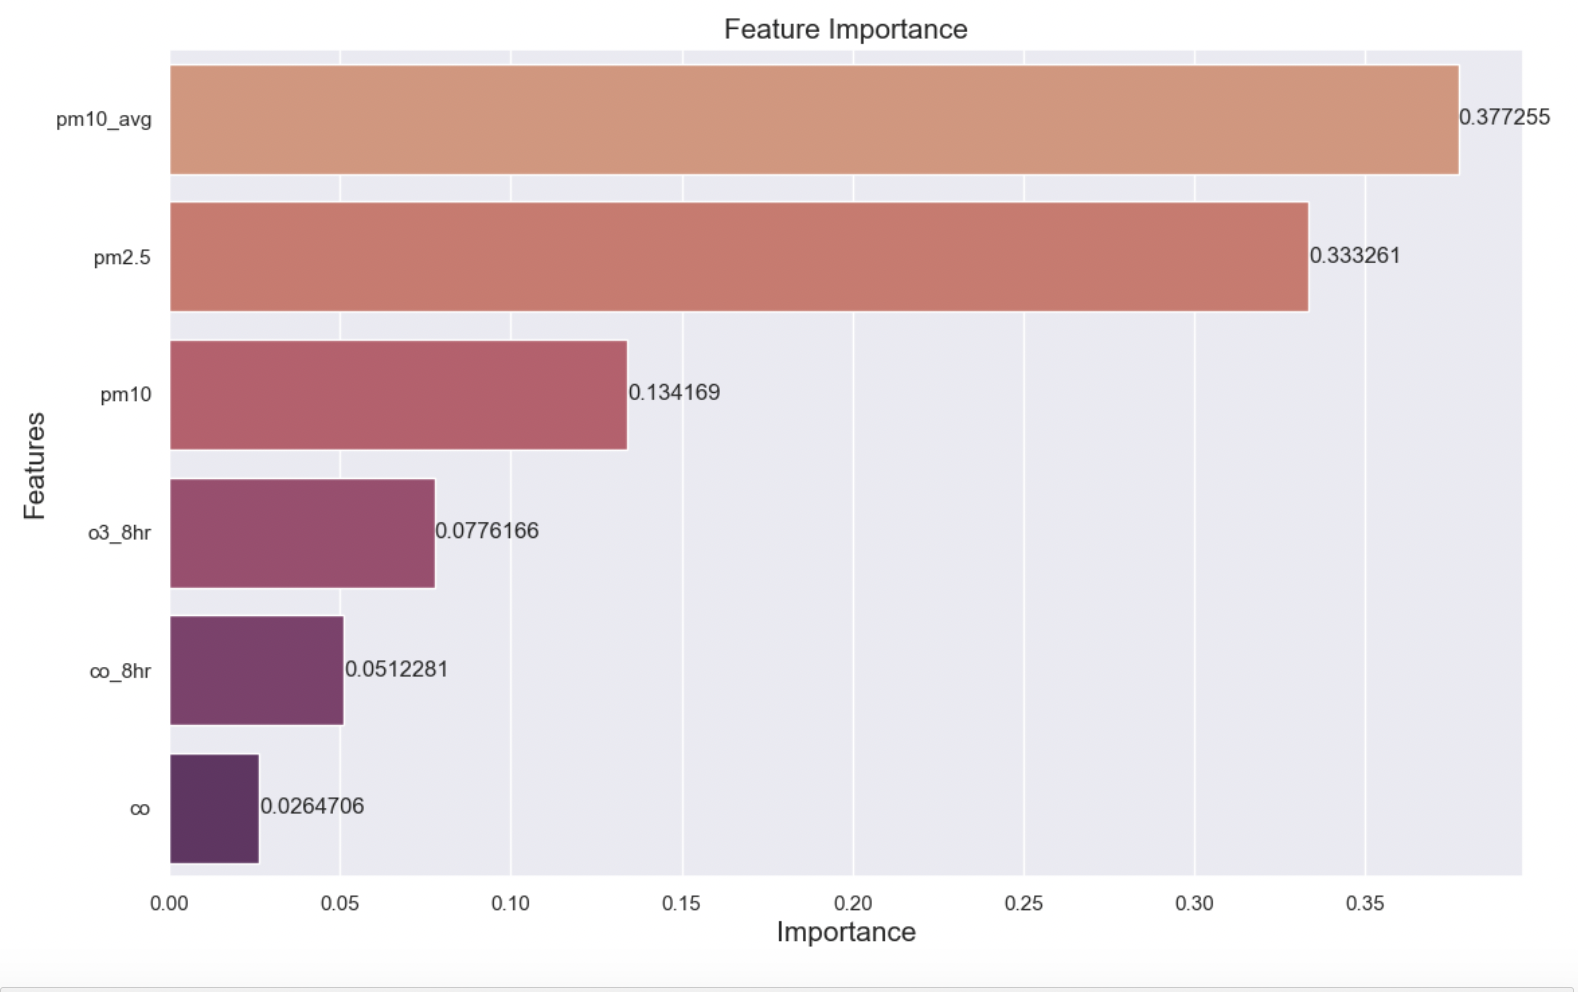 Feature Importance
pm10_avg
0.377255
pm2.5
0.333261
pm10
0.134169
Features
o3_8hr
0.0776166
co_8hr
0.0512281
co
0.0264706
0.00 0.05 0.10 0.15 0.20 0.25 0.30 0.35
Importance